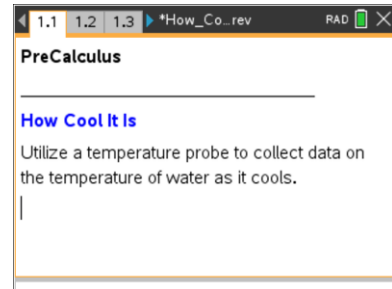 1.1 1.2 1.3 *How_Co...rev RAD
PreCalculus
How Cool It Is
Utilize a temperature probe to collect data on
the temperature of water as it cools.